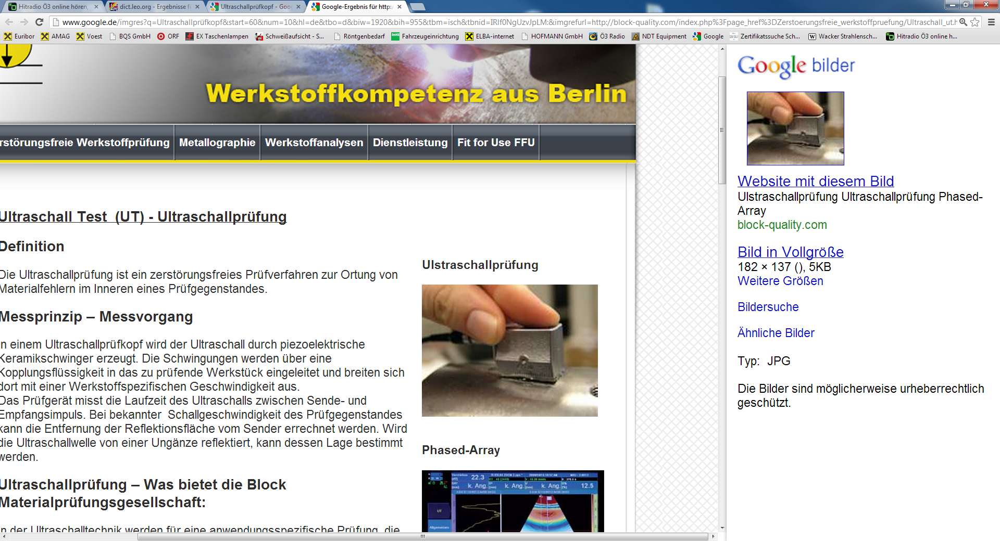 Hitradio Ö3 online hören,
dict.leo.org - Ergebnisse f
Ultraschallprüfkopf - Goo
Google-Ergebnis für http:/
www.google.de/imgres?q=Ultraschallprüfkopf&start=60&num=10&hl=de&tbo=d&biw=1920&bih=955&tbm=isch&tbnid=IRlf0NgUzvJpLM:&imgrefurl=http://block-quality.com/index.php%3Fpage_href%3DZerstoerungsfreie_werkstoffpruefung/Ultraschall_ut.h
Euribor AMAG Voest BQS GmbH ORF EX Taschenlampen Schweißaufsicht - S... Röntgenbedarf Fahrzeugeinrichtung ELBA-internet HOFMANN GmbH Ö3 Radio NDT Equipment Google Zertifikatssuche Sch... Wacker Strahlensch... Hitradio Ö3 online h...
Werkstoffkompetenz aus Berlin
rstörungsfreie Werkstoffprüfung Metallographie Werkstoffanalysen Dienstleistung Fit for Use FFU
Ultraschall Test (UT) - Ultraschallprüfung
Definition
Die Ultraschallprüfung ist ein zerstörungsfreies Prüfverfahren zur Ortung von
Materialfehlern im Inneren eines Prüfgegenstandes.
Messprinzip – Messvorgang
n einem Ultraschallprüfkopf wird der Ultraschall durch piezoelektrische
Keramikschwinger erzeugt. Die Schwingungen werden über eine
Kopplungsflüssigkeit in das zu prüfende Werkstück eingeleitet und breiten sich
dort mit einer Werkstoffspezifischen Geschwindigkeit aus.
Das Prüfgerät misst die Laufzeit des Ultraschalls zwischen Sende- und
Empfangsimpuls. Bei bekannter Schallgeschwindigkeit des Prüfgegenstandes
kann die Entfernung der Reflektionsfläche vom Sender errechnet werden. Wird
die Ultraschallwelle von einer Ungänze reflektiert, kann dessen Lage bestimmt
werden.
Ultraschallprüfung – Was bietet die Block
Materialprüfungsgesellschaft:
n der Ultraschalltechnik werden für eine anwendungsspezifische Prüfung, die
Ulstraschallprüfung
Phased-Array
22.3
k. Ang. k. Ang. k. Ang. 12.5
UT
Allgemeines
Google bilder
Website mit diesem Bild
Ulstraschallprüfung Ultraschallprüfung Phased-
Array
block-quality.com
Bild in Vollgröße
182 × 137 (), 5KB
Weitere Größen
Bildersuche
Ähnliche Bilder
Typ: JPG
Die Bilder sind möglicherweise urheberrechtlich
geschützt.